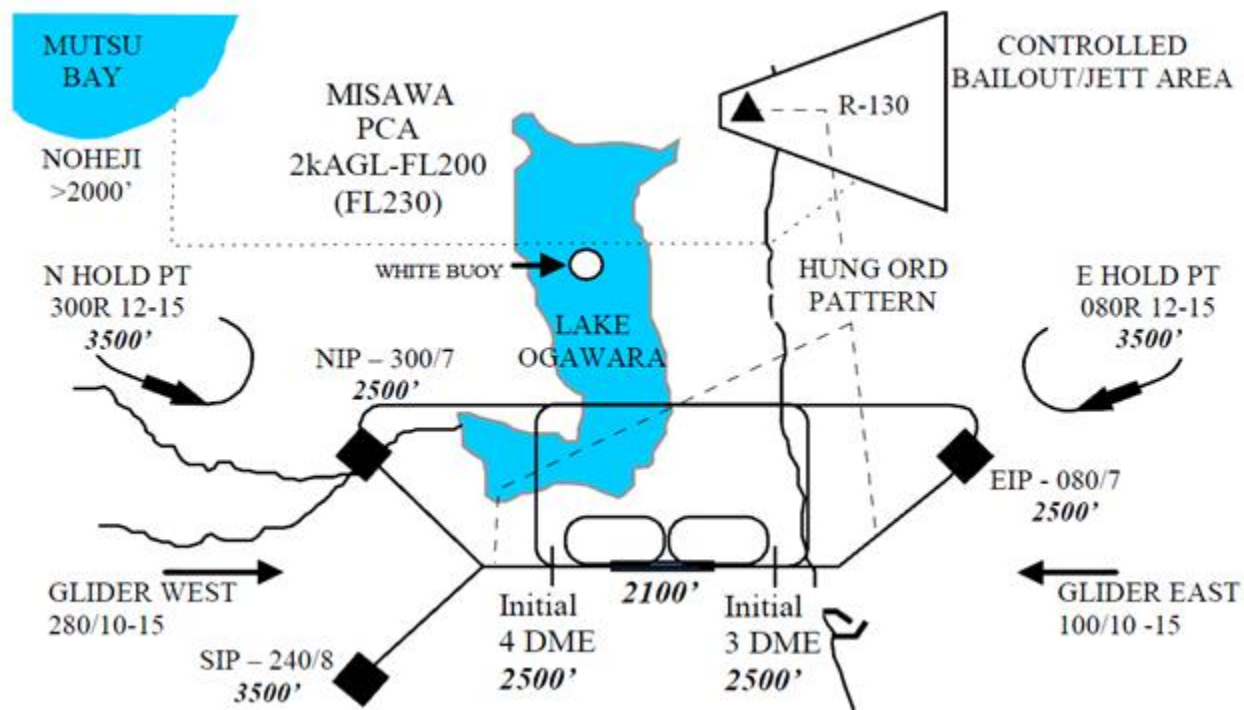 MUTSU
BAY
NOHEJI
>2000’
MISAWA
PCA
2kAGL-FL200
(FL230)
CONTROLLED
BAILOUT/JETT AREA
R-130
WHITE BUOY
HUNG ORD
PATTERN
N HOLD PT
300R 12-15
3500’
E HOLD PT
080R 12-15
3500’
LAKE
OGAWARA
NIP – 300/7
2500’
EIP - 080/7
2500’
GLIDER WEST
280/10-15
GLIDER EAST
100/10 -15
2100’
Initial
4 DME
2500’
Initial
3 DME
2500’
SIP – 240/8
3500’